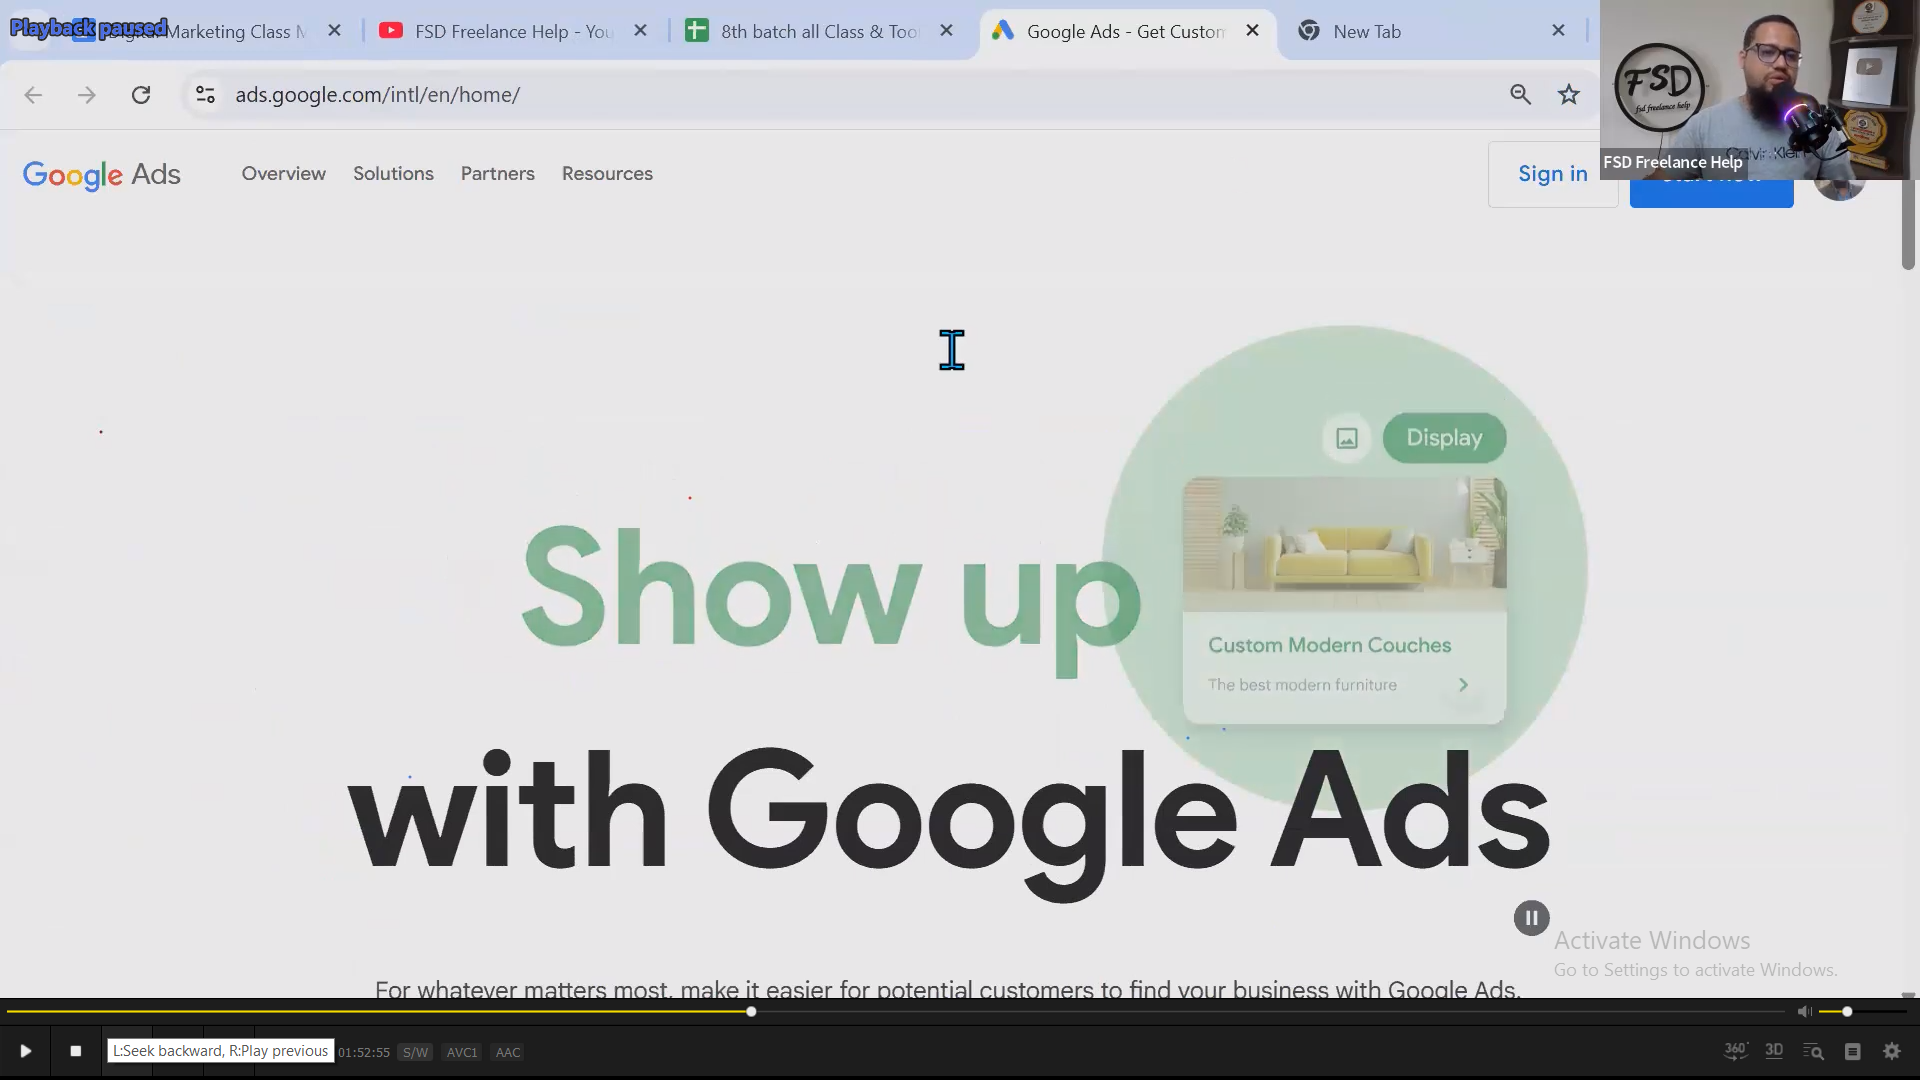 Playback paused
Digital Marketing Class M
FSD Freelance Help - You
8th batch all Class & Too
Google Ads - Get Custom
New Tab
ads.google.com/intl/en/home/
FSD
fsd freelance help
Calvin Klein
FSD Freelance Help
Google Ads
Overview
Solutions
Partners
Resources
Sign in
Display
Show up
Custom Modern Couches
The best modern furniture
with Google Ads
Activate Windows
Go to Settings to activate Windows.
For whatever matters most, make it easier for potential customers to find your business with Google Ads.
L:Seek backward, R:Play previous
01:52:55
S/W
AVC1
AAC
360°
3D